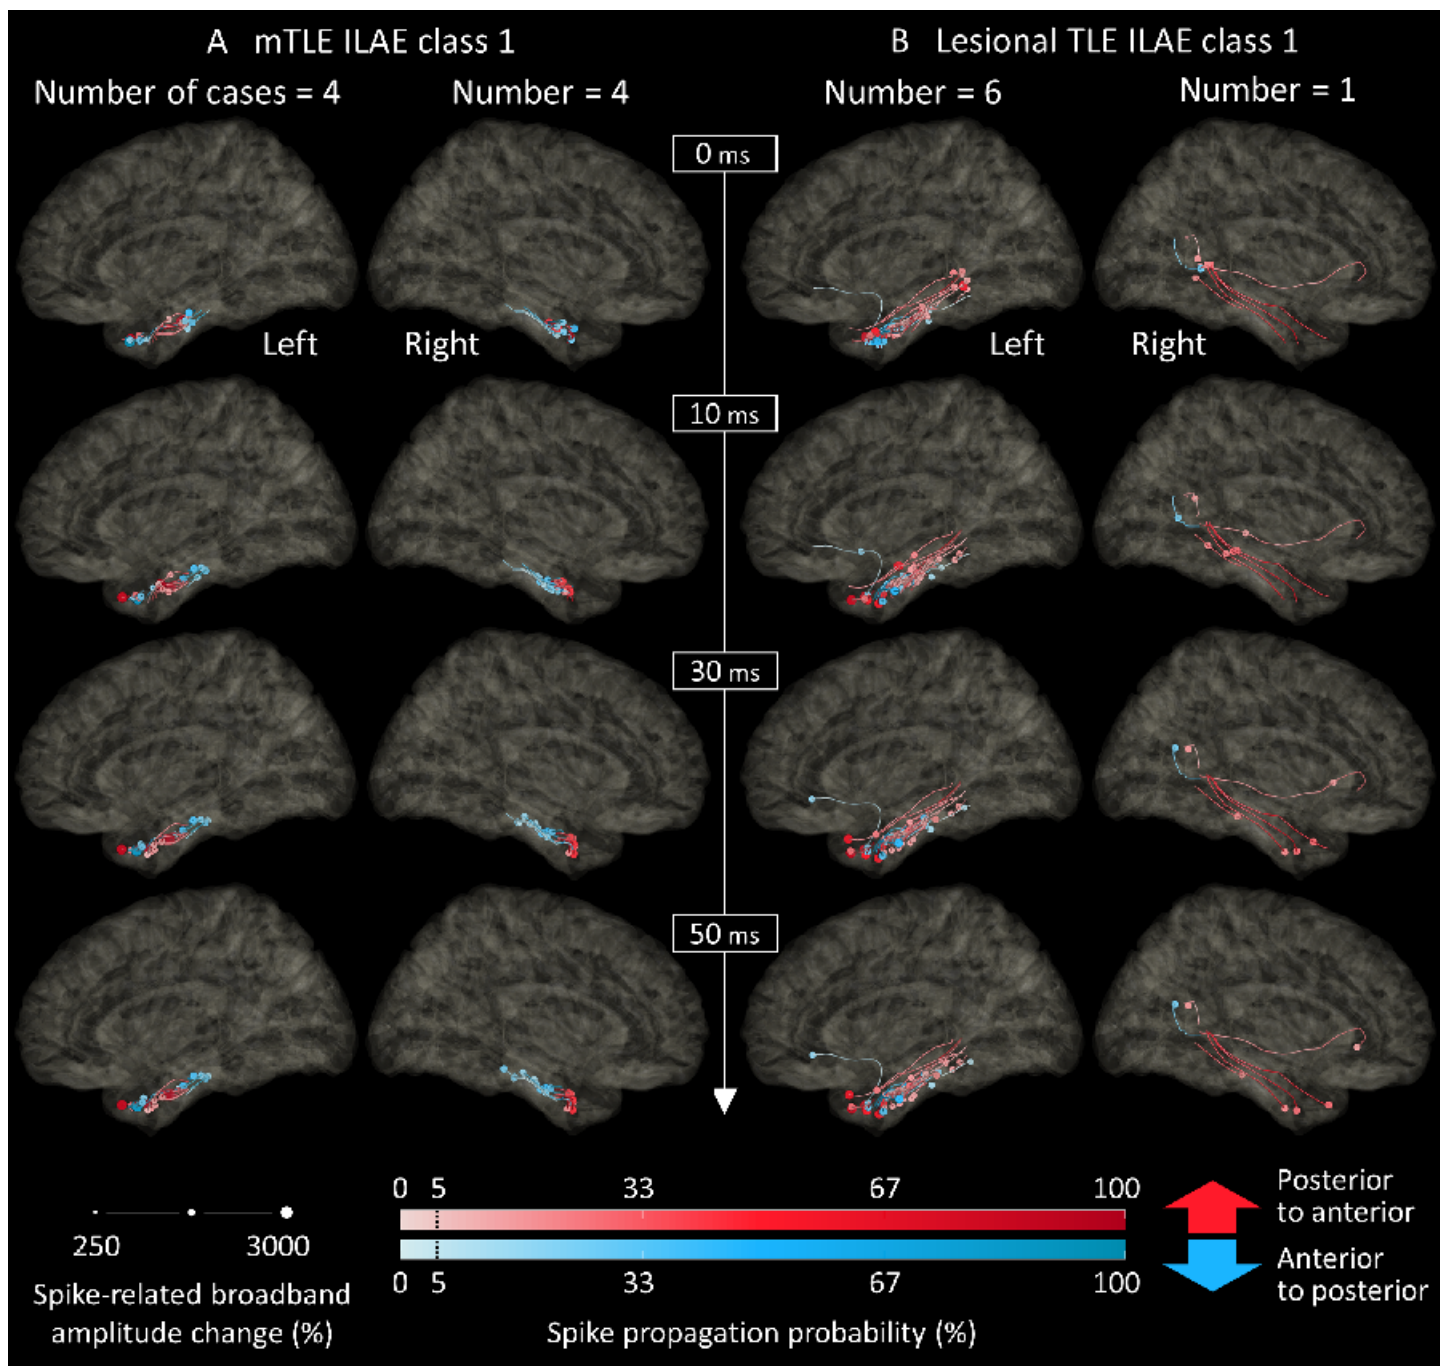 A mTLE ILAE class 1
B Lesional TLE ILAE class 1
Number of cases = 4
Number = 4
Number = 6
Number = 1
0 ms
Left
Right
Left
Right
10 ms
30 ms
50 ms
0 5 33 67 100
0 5 33 67 100
250 3000
Spike-related broadband
amplitude change (%)
Spike propagation probability (%)
Posterior
to anterior
Anterior
to posterior